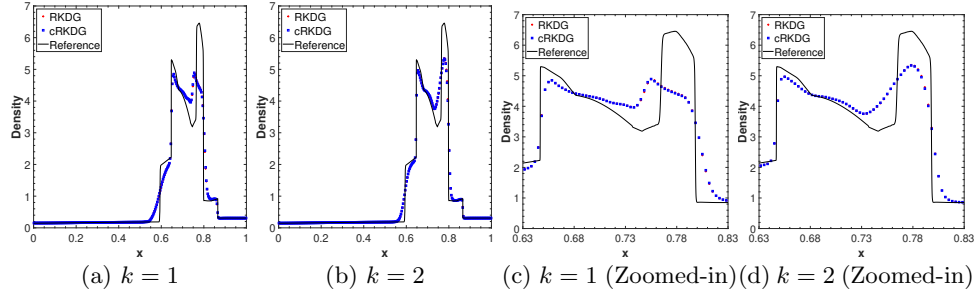 RKDG
cRKDG
Reference
Density
7
6
5
4
3
2
1
0
0
0.2
0.4
0.6
0.8
1
x
(a) k = 1
RKDG
cRKDG
Reference
Density
7
6
5
4
3
2
1
0
0
0.2
0.4
0.6
0.8
1
x
(b) k = 2
RKDG
cRKDG
Reference
Density
7
6
5
4
3
2
1
0
0.63
0.68
0.73
0.78
0.83
x
(c) k = 1 (Zoomed-in)
RKDG
cRKDG
Reference
Density
7
6
5
4
3
2
1
0
0.63
0.68
0.73
0.78
0.83
x
(d) k = 2 (Zoomed-in)